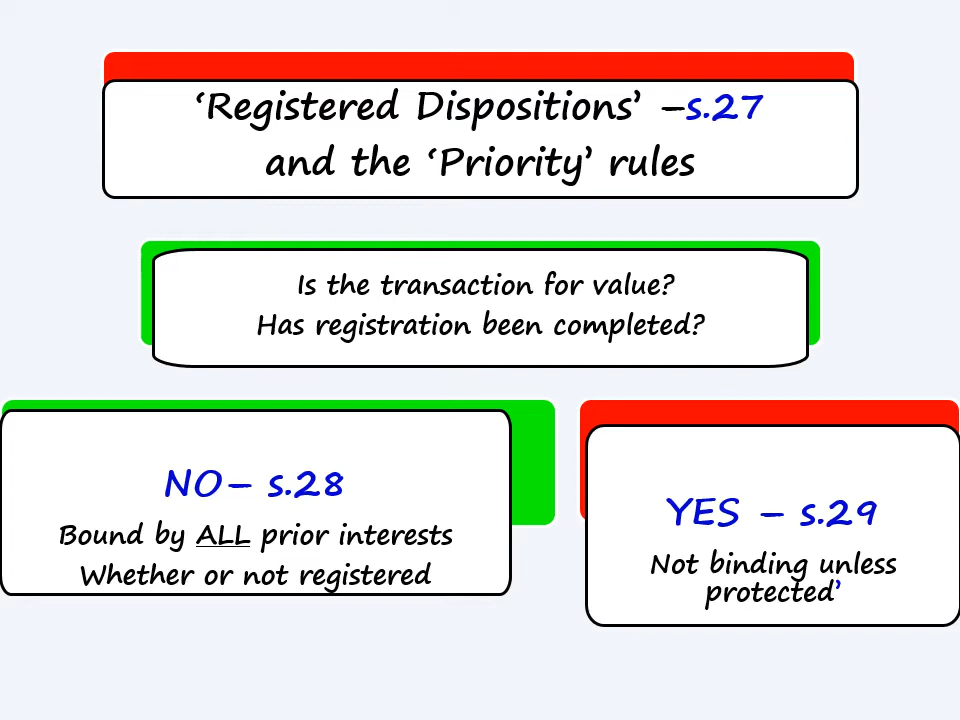 ‘Registered Dispositions’ –s.27
and the ‘Priority’ rules
Is the transaction for value?
Has registration been completed?
NO– s.28
Bound by ALL prior interests
Whether or not registered
YES – s.29
Not binding unless
protected’